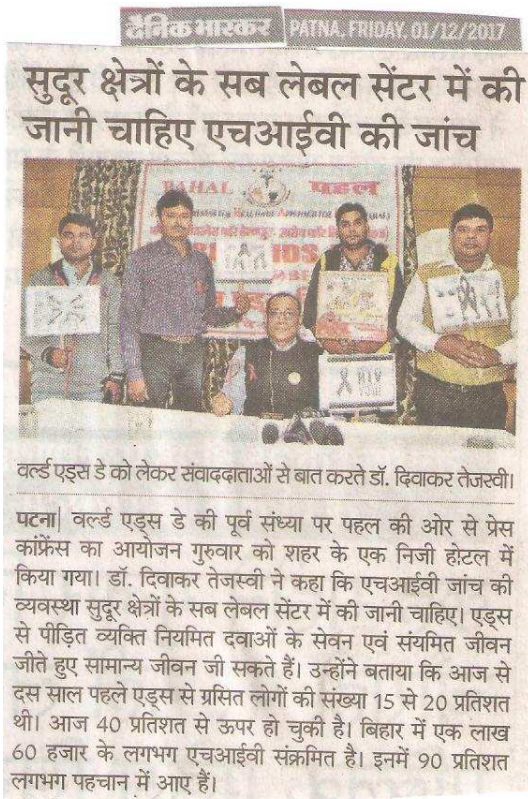 दैनिक भास्कर PATNA, FRIDAY, 01/12/2017
सुदूर क्षेत्रों के सब लेबल सेंटर में की
जानी चाहिए एचआईवी की जांच
PAHAL पहल
HIV
वर्ल्ड एड्स डे को लेकर संवाददाताओं से बात करते डॉ. दिवाकर तेजस्वी।
पटना| वर्ल्ड एड्स डे की पूर्व संध्या पर पहल की ओर से प्रेस
कांफ्रेंस का आयोजन गुरुवार को शहर के एक निजी होटल में
किया गया। डॉ. दिवाकर तेजस्वी ने कहा कि एचआईवी जांच की
व्यवस्था सुदूर क्षेत्रों के सब लेबल सेंटर में की जानी चाहिए। एड्स
से पीड़ित व्यक्ति नियमित दवाओं के सेवन एवं संयमित जीवन
जीते हुए सामान्य जीवन जी सकते हैं। उन्होंने बताया कि आज से
दस साल पहले एड्स से ग्रसित लोगों की संख्या 15 से 20 प्रतिशत
थी। आज 40 प्रतिशत से ऊपर हो चुकी है। बिहार में एक लाख
60 हजार के लगभग एचआईवी संक्रमित है। इनमें 90 प्रतिशत
लगभग पहचान में आए हैं।